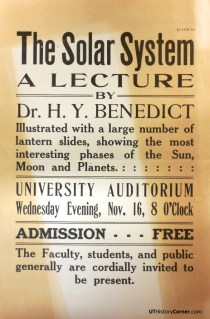 The Solar System
A LECTURE
BY
Dr. H. Y. BENEDICT
Illustrated with a large number of
lantern slides, showing the most
interesting phases of the Sun,
Moon and Planets. : : : : : : :
UNIVERSITY AUDITORIUM
Wednesday Evening, Nov. 16, 8 O'Clock
ADMISSION - - - FREE
The Faculty, students, and public
generally are cordially invited to
be present.
UTHistoryCorner.com